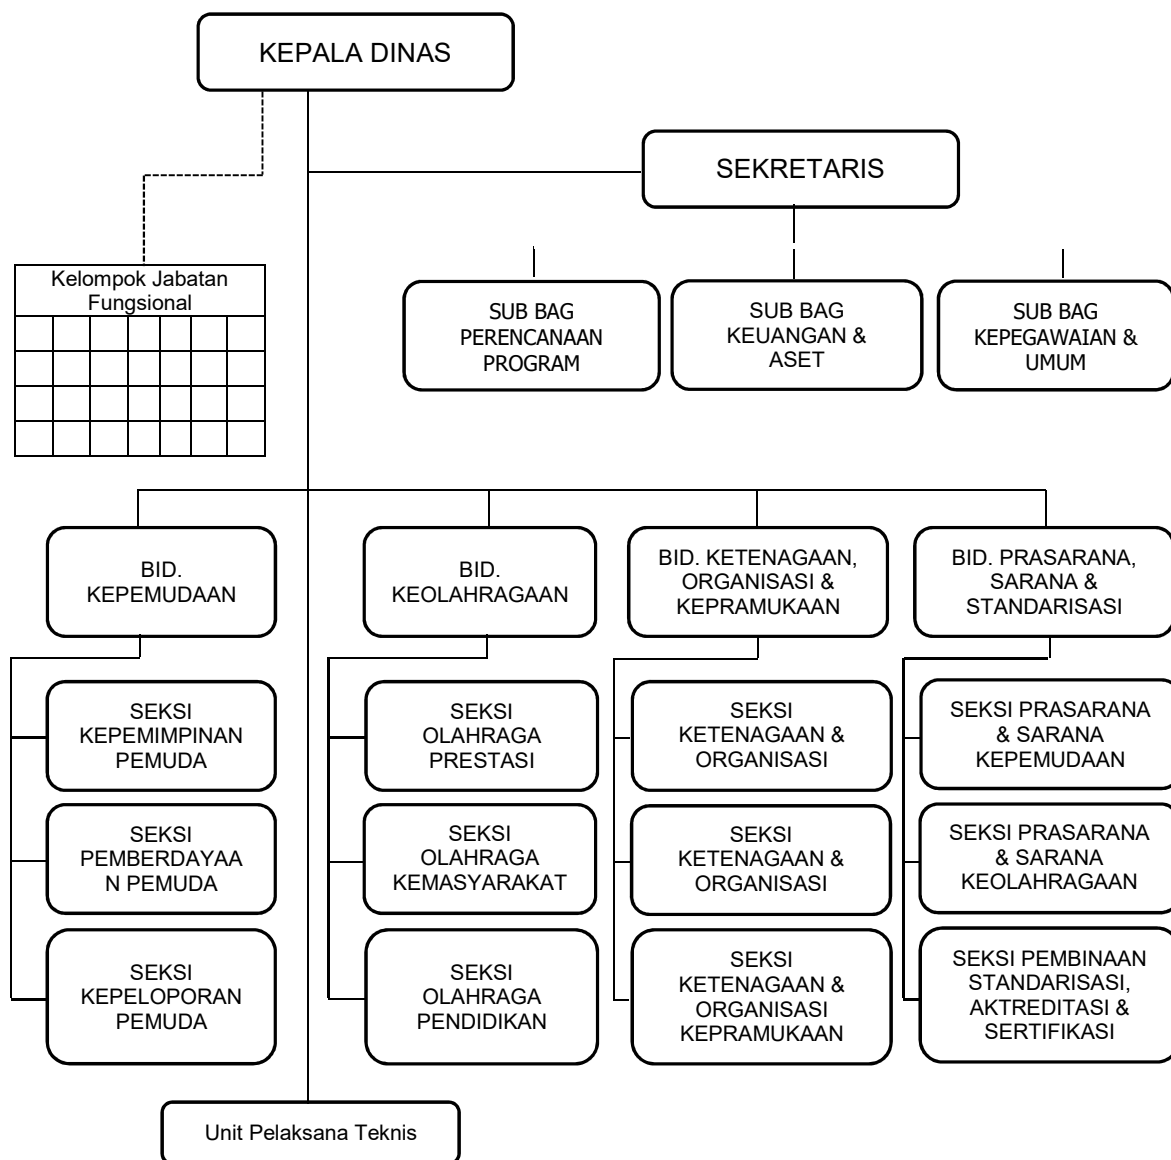 KEPALA DINAS
SEKRETARIS
Kelompok Jabatan
Fungsional
SUB BAG
PERENCANAAN
PROGRAM
SUB BAG
KEUANGAN &
ASET
SUB BAG
KEPEGAWAIAN &
UMUM
BID.
KEPEMUDAAN
BID.
KEOLAHRAGAAN
BID. KETENAGAAN,
ORGANISASI &
KEPRAMUKAAN
BID. PRASARANA,
SARANA &
STANDARISASI
SEKSI
KEPEMIMPINAN
PEMUDA
SEKSI
OLAHRAGA
PRESTASI
SEKSI
KETENAGAAN &
ORGANISASI
SEKSI PRASARANA
& SARANA
KEPEMUDAAN
SEKSI
PEMBERDAYAA
N PEMUDA
SEKSI
OLAHRAGA
KEMASYARAKAT
SEKSI
KETENAGAAN &
ORGANISASI
SEKSI PRASARANA
& SARANA
KEOLAHRAGAAN
SEKSI
KEPELOPORAN
PEMUDA
SEKSI
OLAHRAGA
PENDIDIKAN
SEKSI
KETENAGAAN &
ORGANISASI
KEPRAMUKAAN
SEKSI PEMBINAAN
STANDARISASI,
AKTREDITASI &
SERTIFIKASI
Unit Pelaksana Teknis